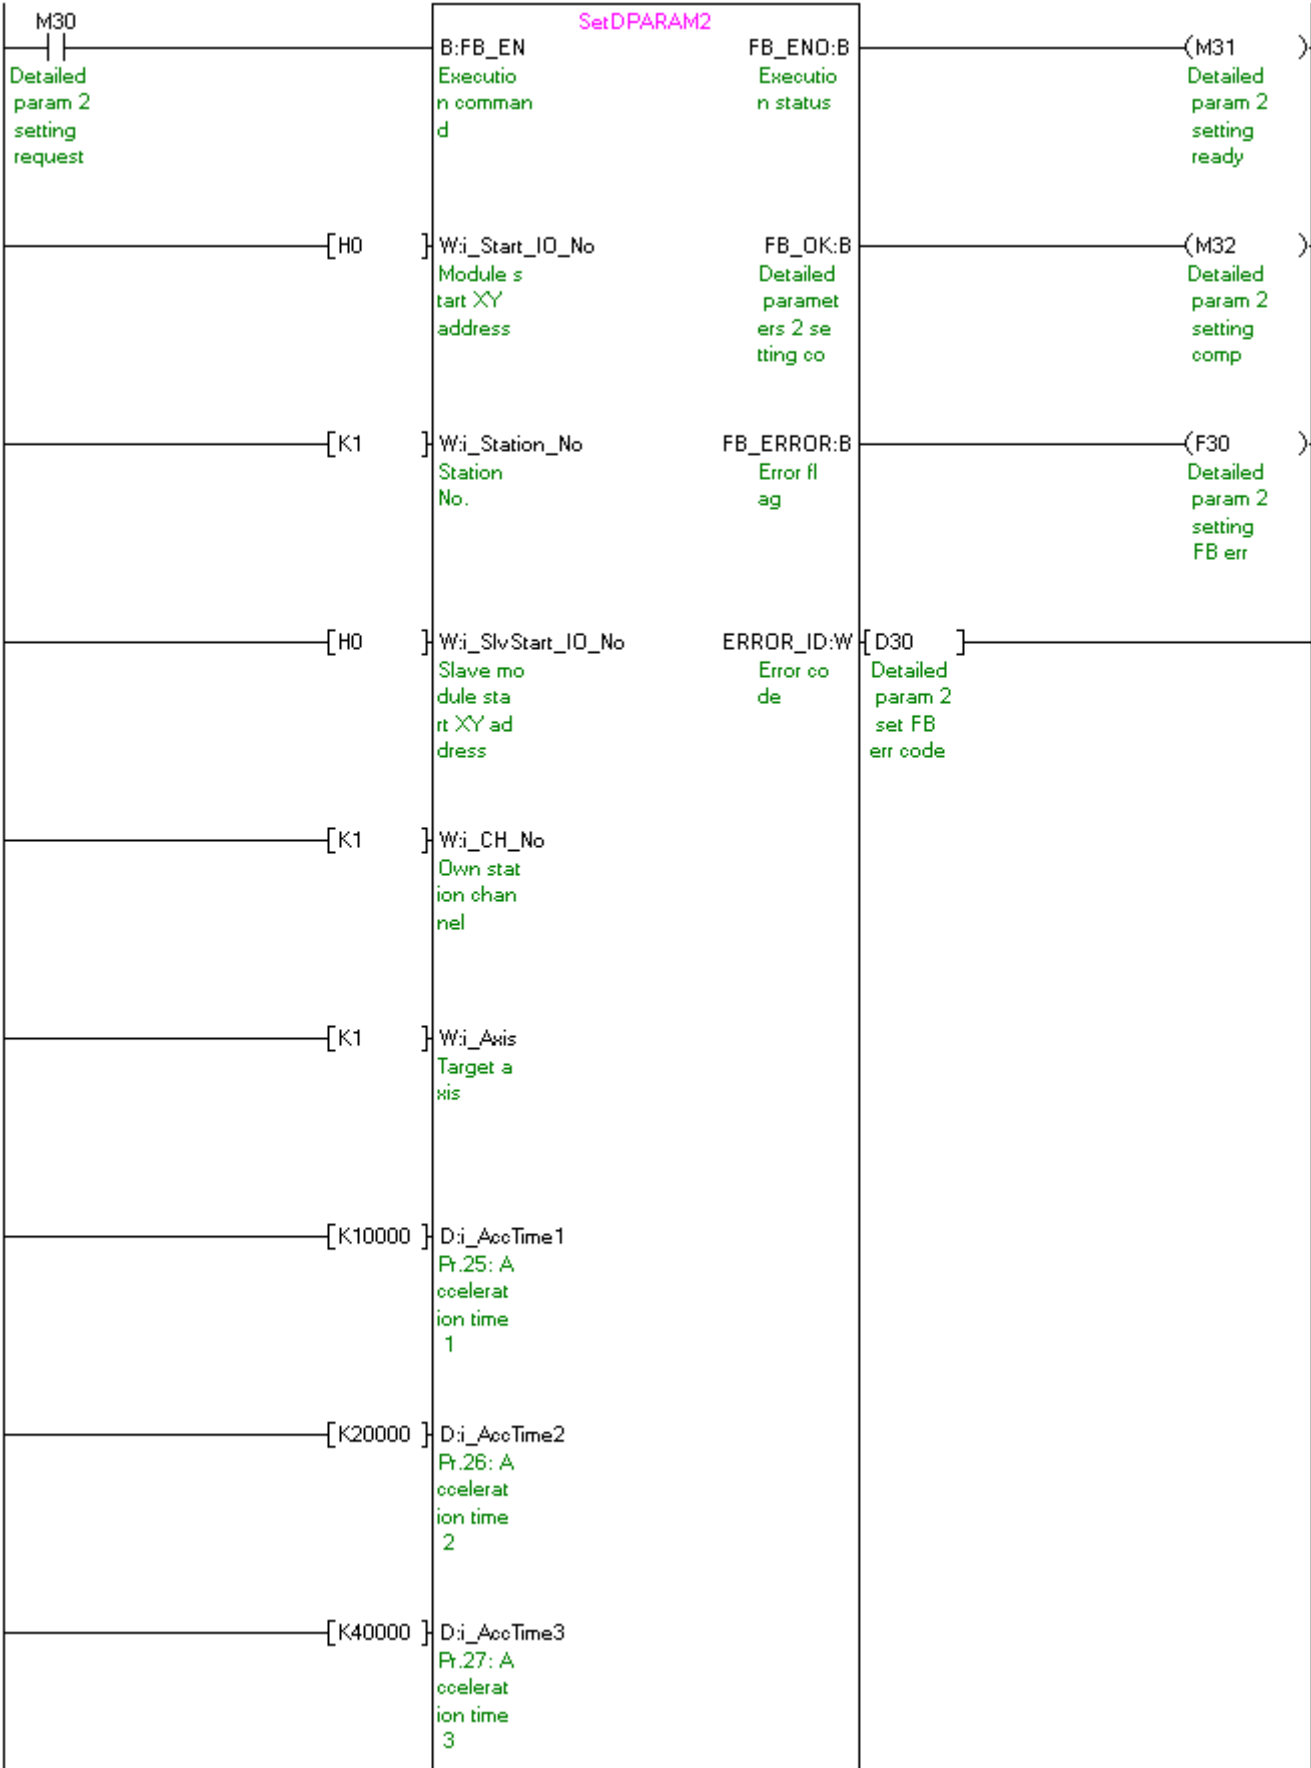 M30
SetDPARAM2
B:FB_EN
FB_ENO:B
(M31 )
Detailed
param 2
setting
request
Executio
n comman
d
Executio
n status
Detailed
param 2
setting
ready
[H0 ]
W:i_Start_IO_No
FB_OK:B
(M32 )
Module s
tart XY
address
Detailed
paramet
ers 2 se
tting co
Detailed
param 2
setting
comp
[K1 ]
W:i_Station_No
FB_ERROR:B
(F30 )
Station
No.
Error fl
ag
Detailed
param 2
setting
FB err
[H0 ]
W:i_SlvStart_IO_No
ERROR_ID:W
[D30 ]
Slave mo
dule sta
rt XY ad
dress
Error co
de
Detailed
param 2
set FB
err code
[K1 ]
W:i_CH_No
Own stat
ion chan
nel
[K1 ]
W:i_Axis
Target a
xis
[K10000 ]
D:i_AccTime1
Pr.25: A
ccelerat
ion time
1
[K20000 ]
D:i_AccTime2
Pr.26: A
ccelerat
ion time
2
[K40000 ]
D:i_AccTime3
Pr.27: A
ccelerat
ion time
3